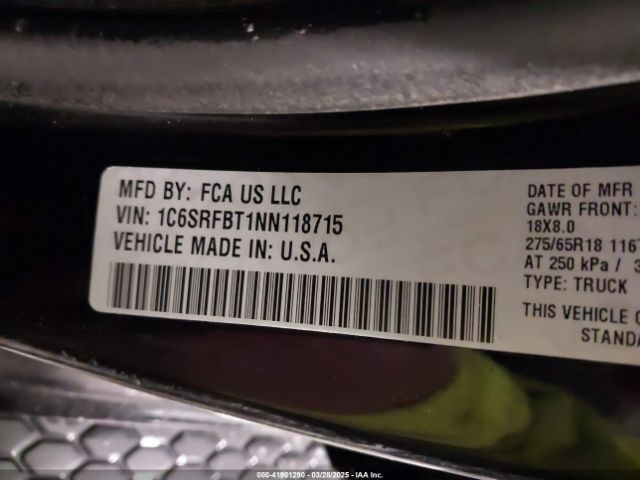 MFD BY: FCA US LLC
VIN: 1C6SRFBT1NN118715
VEHICLE MADE IN: U.S.A.
DATE OF MFR
GAWR FRONT:
18X8.0
275/65R18 116T
AT 250 kPa /
TYPE: TRUCK
THIS VEHICLE
000-41901290 - 03/28/2025 - IAA Inc.